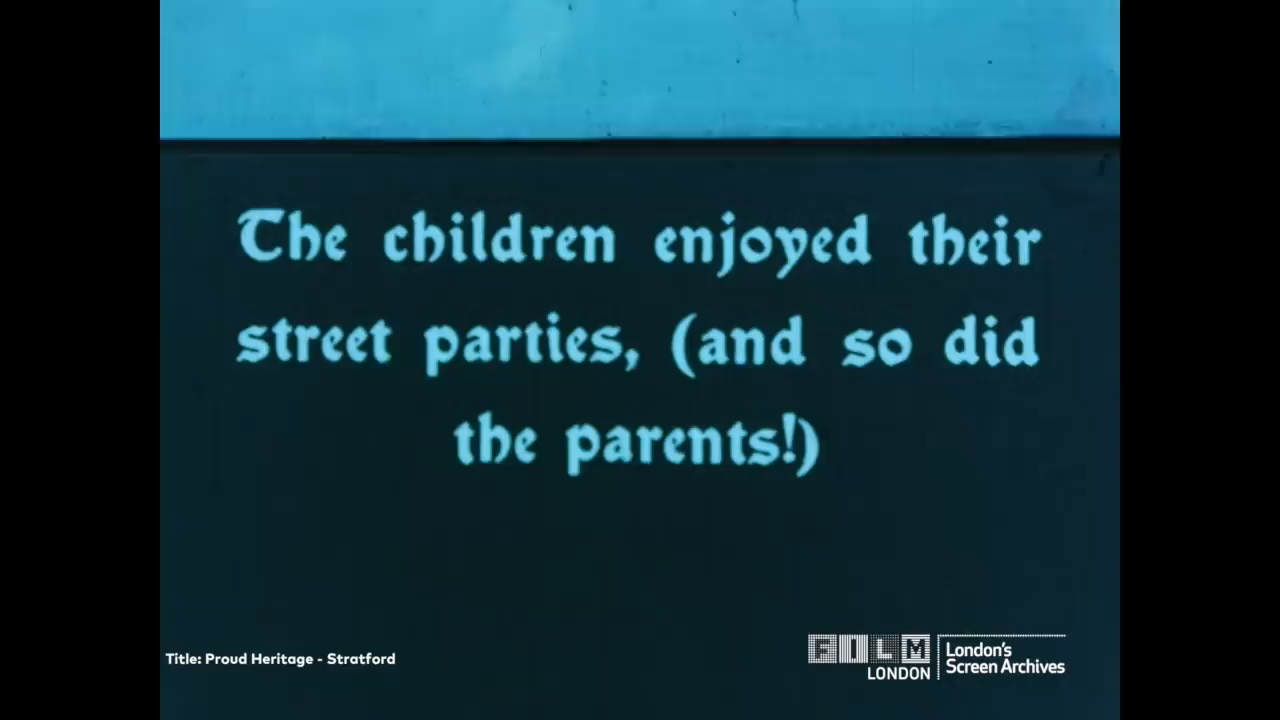 The children enjoyed their
street parties, (and so did
the parents!)
Title: Proud Heritage - Stratford
FILM
LONDON
London's
Screen Archives